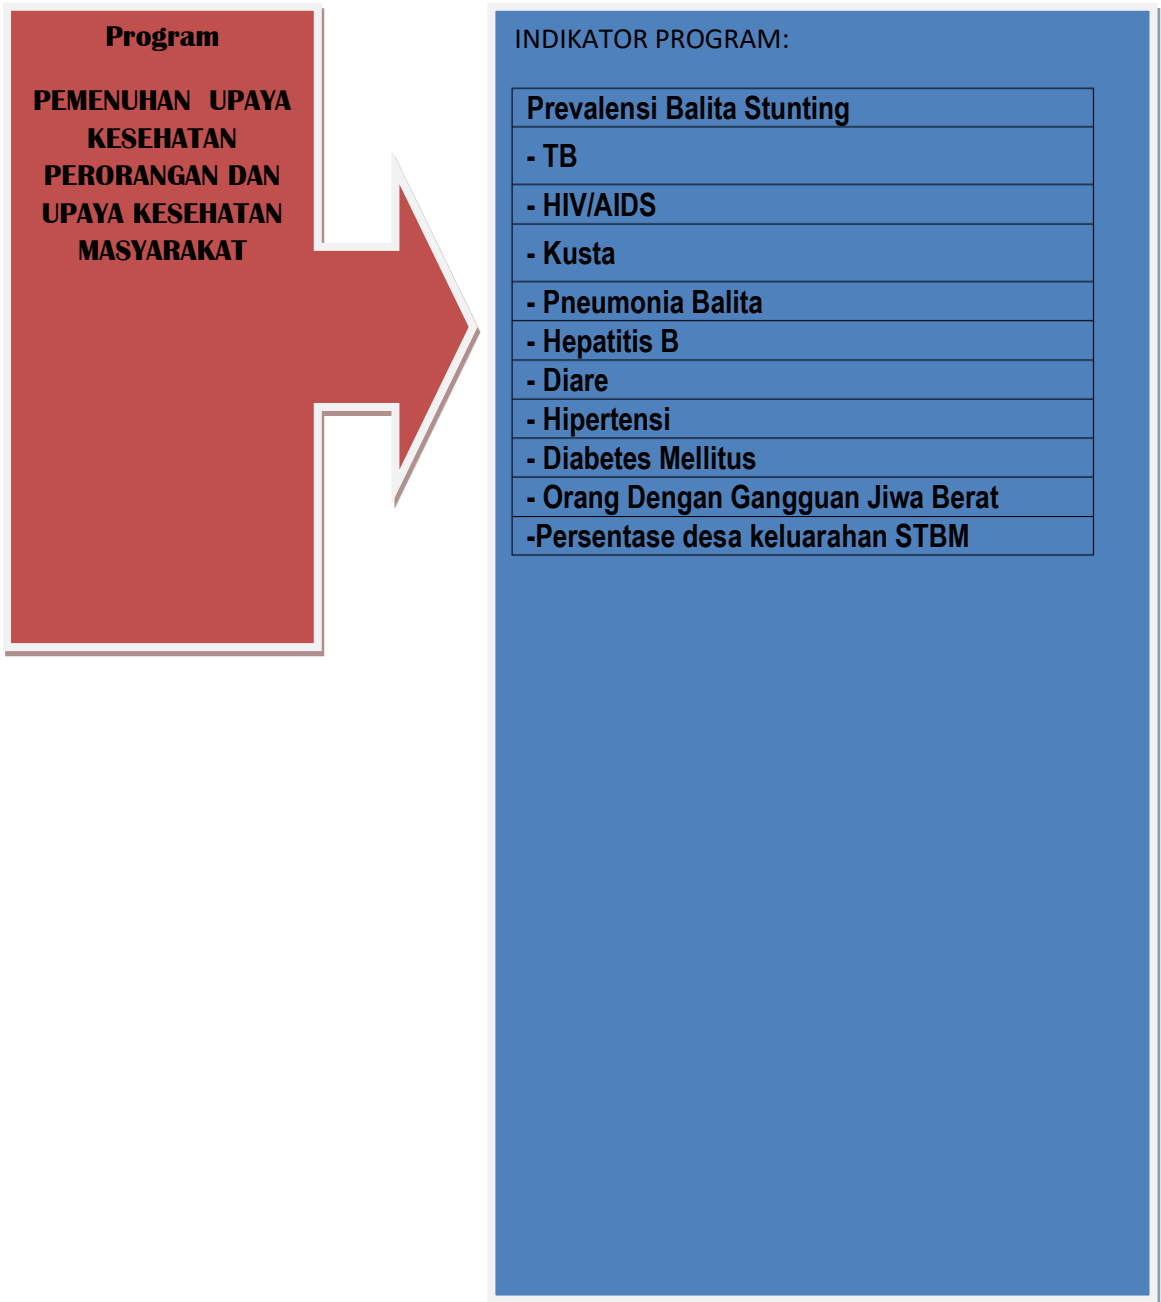 Program
PEMENUHAN UPAYA
KESEHATAN
PERORANGAN DAN
UPAYA KESEHATAN
MASYARAKAT
INDIKATOR PROGRAM:
Prevalensi Balita Stunting
- TB
- HIV/AIDS
- Kusta
- Pneumonia Balita
- Hepatitis B
- Diare
- Hipertensi
- Diabetes Mellitus
- Orang Dengan Gangguan Jiwa Berat
-Persentase desa keluarahan STBM